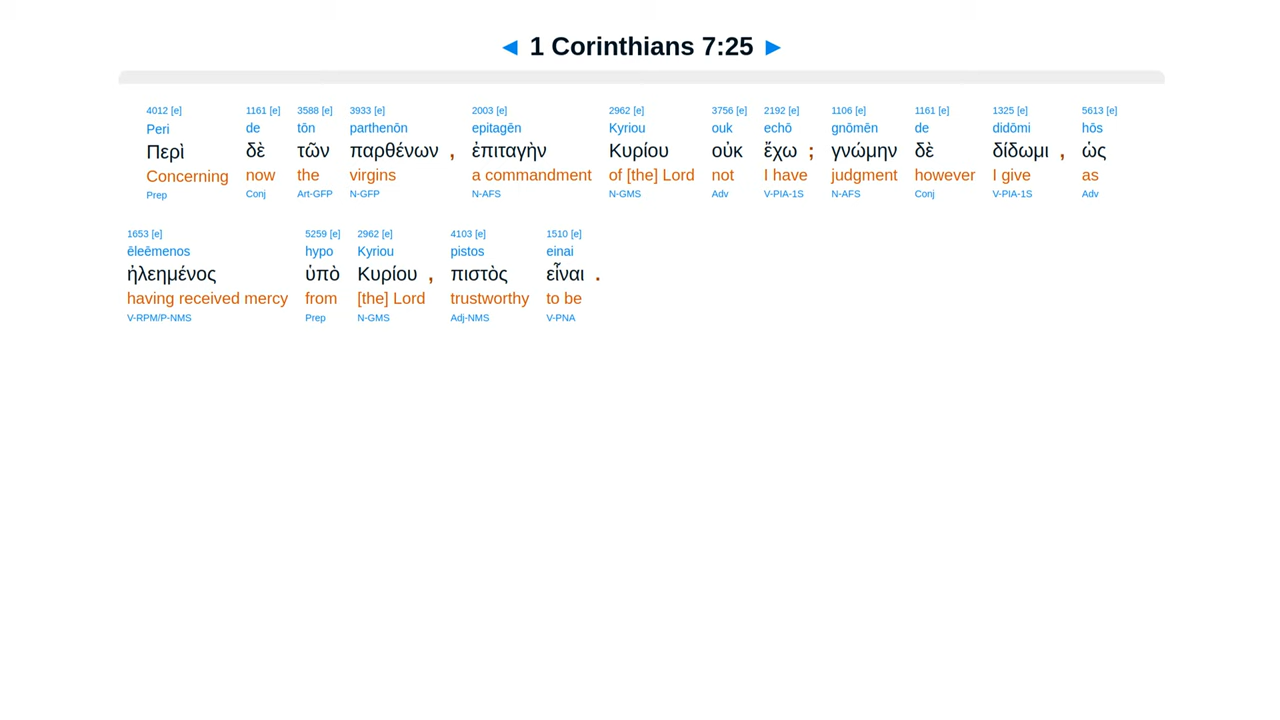 ◄ 1 Corinthians 7:25 ►
4012 [e] 1161 [e] 3588 [e] 3933 [e] 2003 [e] 2962 [e] 3756 [e] 2192 [e] 1106 [e] 1161 [e] 1325 [e] 5613 [e]
Peri de tōn parthenōn epitagēn Kyriou ouk echō gnōmēn de didōmi hōs
Περὶ δὲ τῶν παρθένων , ἐπιταγὴν Κυρίου οὐκ ἔχω ; γνώμην δὲ δίδωμι , ὡς
Concerning now the virgins a commandment of [the] Lord not I have judgment however I give as
Prep Conj Art-GFP N-GFP N-AFS N-GMS Adv V-PIA-1S N-AFS Conj V-PIA-1S Adv
1653 [e] 5259 [e] 2962 [e] 4103 [e] 1510 [e]
ēleēmenos hypo Kyriou pistos einai
ἠλεημένος ὑπὸ Κυρίου , πιστὸς εἶναι .
having received mercy from [the] Lord trustworthy to be
V-RPM/P-NMS Prep N-GMS Adj-NMS V-PNA